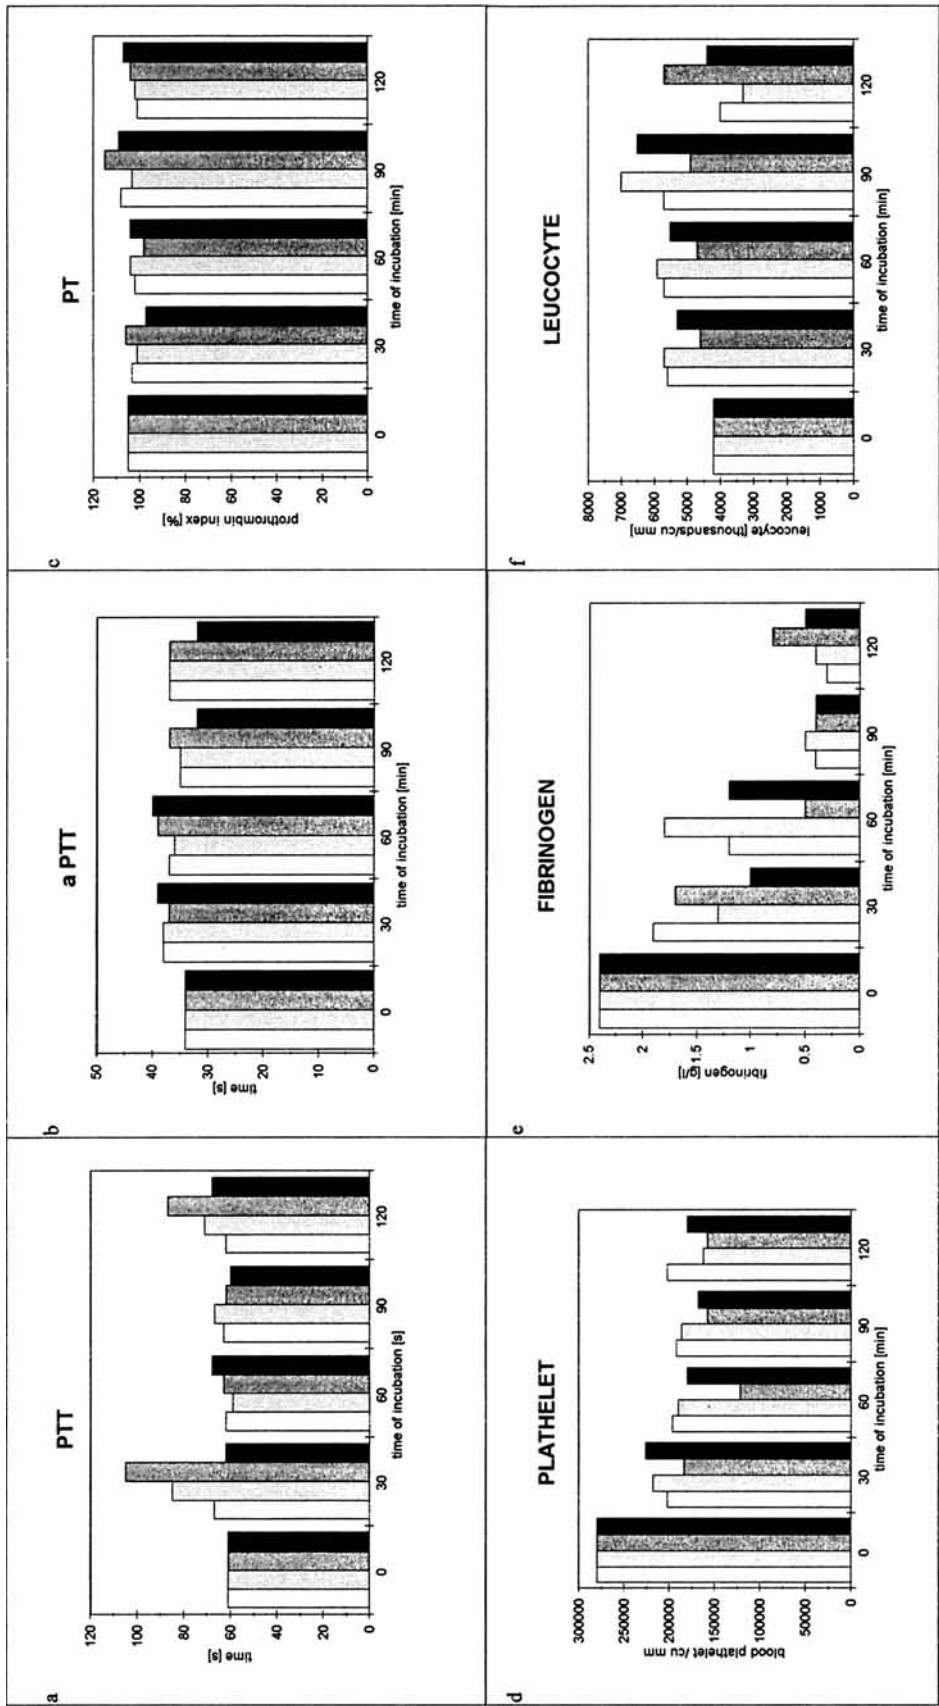 a
PTT
120
100
80
60
40
20
0
time [s]
0 30 60 90 120
time of incubation [s]
b
a PTT
50
40
30
20
10
0
time [s]
0 30 60 90 120
time of incubation [min]
c
PT
120
100
80
60
40
20
0
prothrombin index [%]
0 30 60 90 120
time of incubation [min]
d
PLATHELET
300000
250000
200000
150000
100000
50000
0
blood plathelet /cu mm
0 30 60 90 120
time of incubation [min]
e
FIBRINOGEN
2.5
2
1.5
1
0.5
0
fibrinogen [g/l]
0 30 60 90 120
time of incubation [min]
f
LEUCOCYTE
8000
7000
6000
5000
4000
3000
2000
1000
0
leucocyte [thousands/cu mm]
0 30 60 90 120
time of incubation [min]